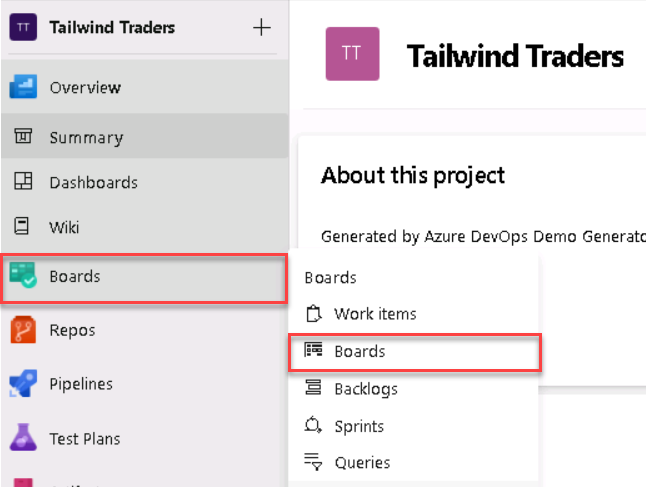 TT Tailwind Traders +
Overview
Summary
Dashboards
Wiki
Boards
Repos
Pipelines
Test Plans
TT Tailwind Traders
About this project
Generated by Azure DevOps Demo
Boards
Work items
Boards
Backlogs
Sprints
Queries